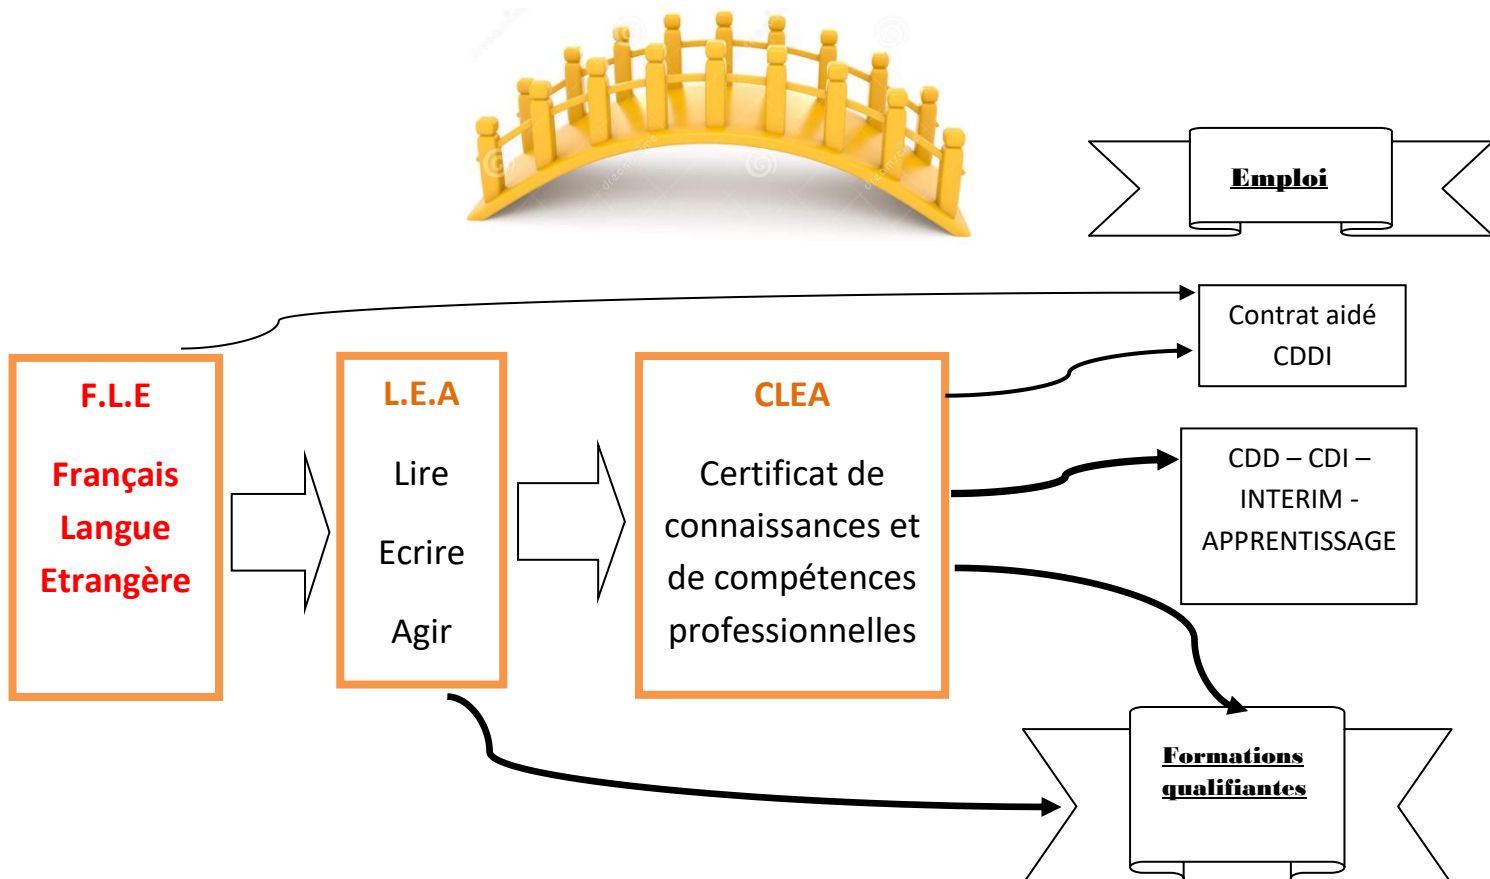 Emploi
Contrat aidé
CDDI
F.L.E
Français
Langue
Etrangère
L.E.A
Lire
Ecrire
Agir
CLEA
Certificat de
connaissances et
de compétences
professionnelles
CDD – CDI –
INTERIM -
APPRENTISSAGE
Formations
qualifiantes